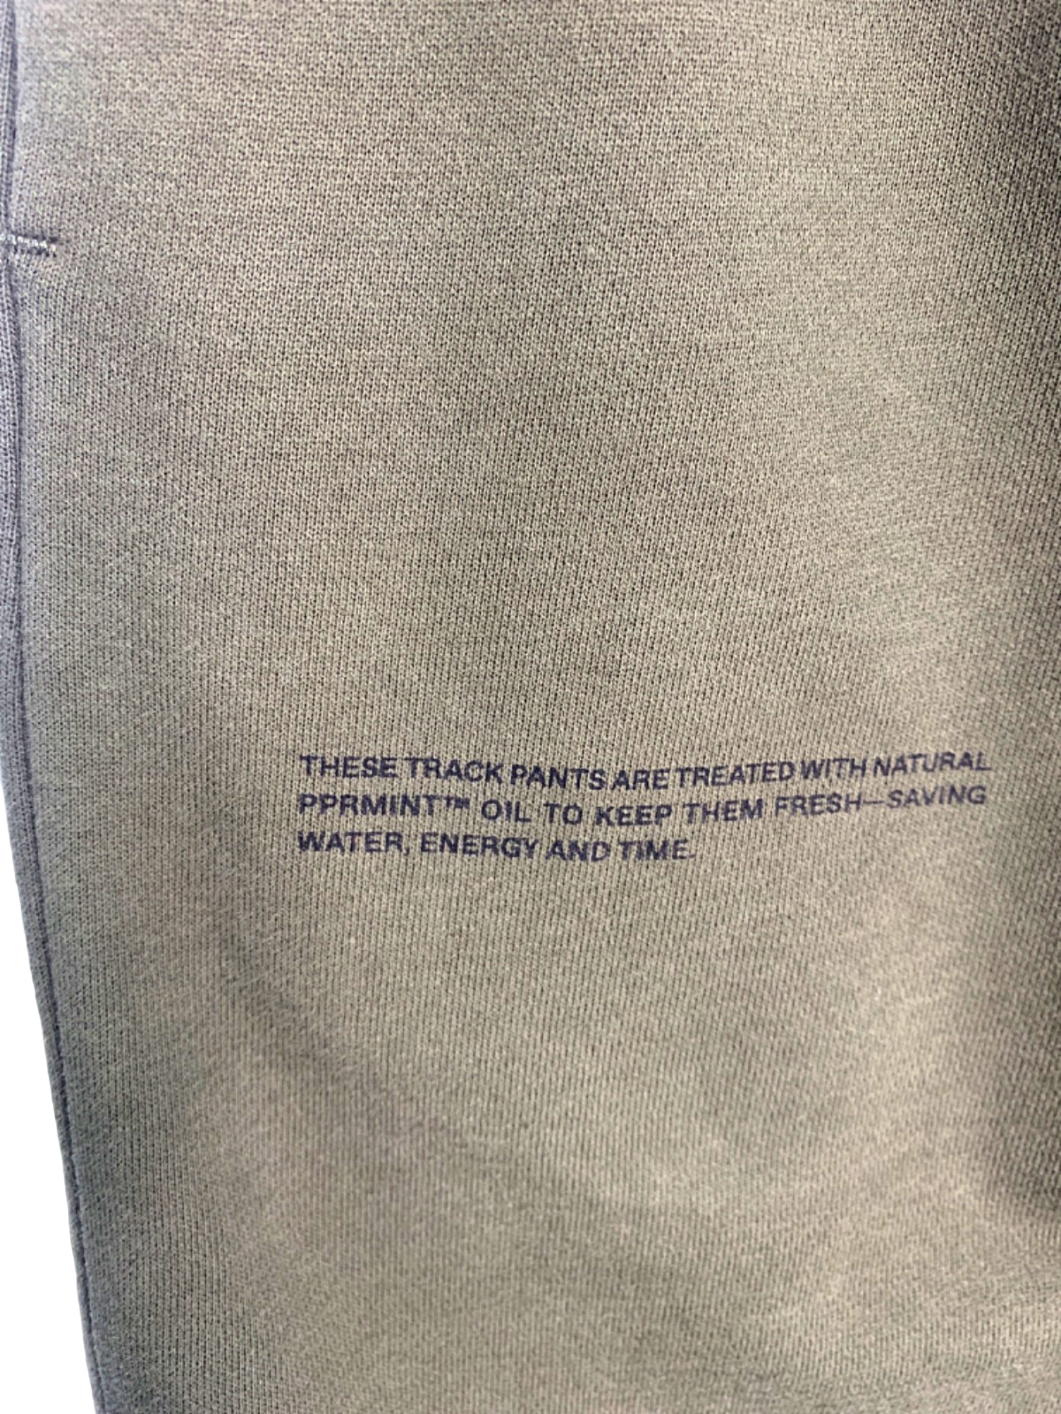 THESE TRACK PANTS ARE TREATED WITH NATURAL
PPRMINT™ OIL TO KEEP THEM FRESH—SAVING
WATER, ENERGY AND TIME.